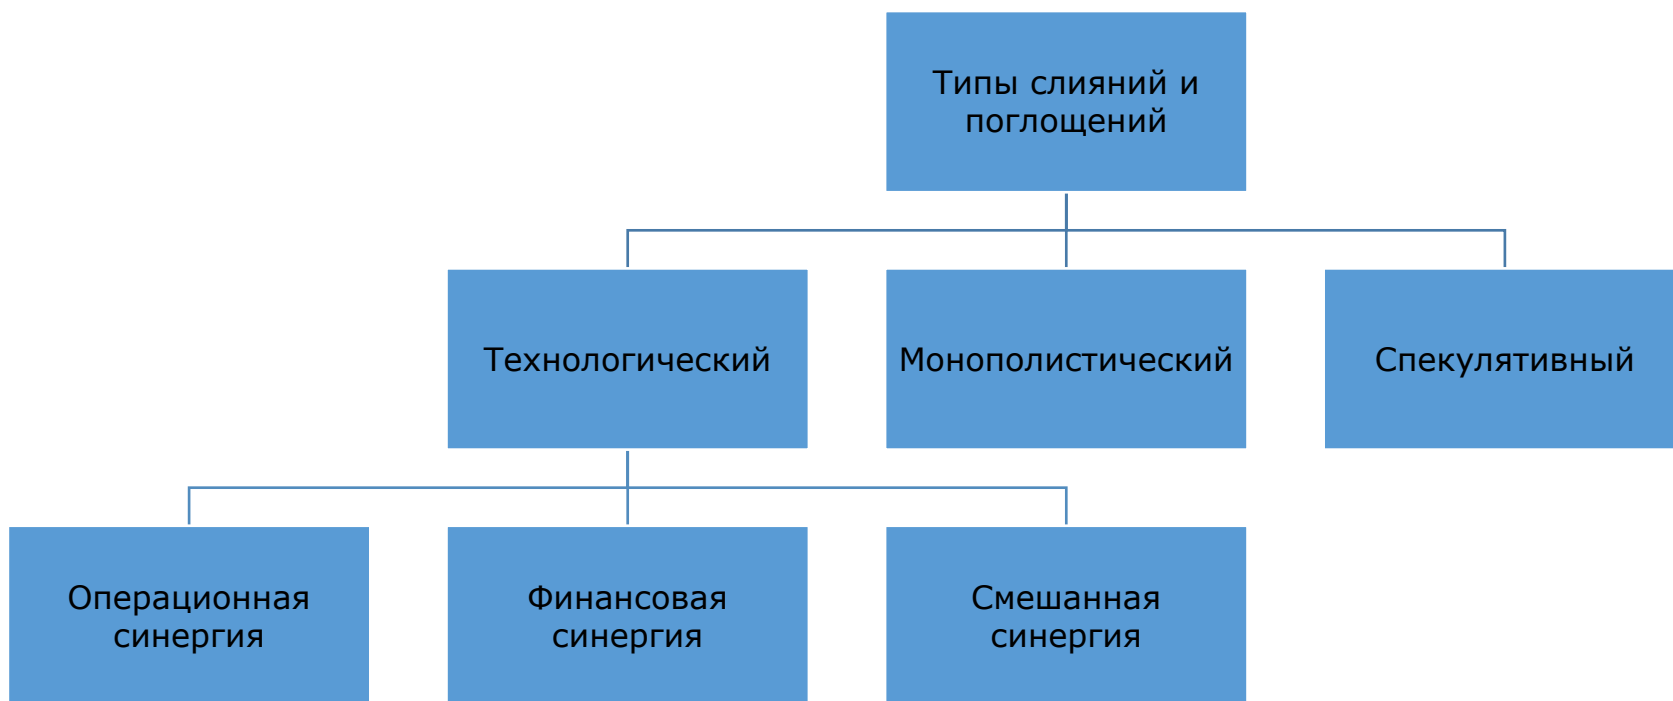 Типы слияний и
поглощений
Технологический
Монополистический
Спекулятивный
Операционная
синергия
Финансовая
синергия
Смешанная
синергия